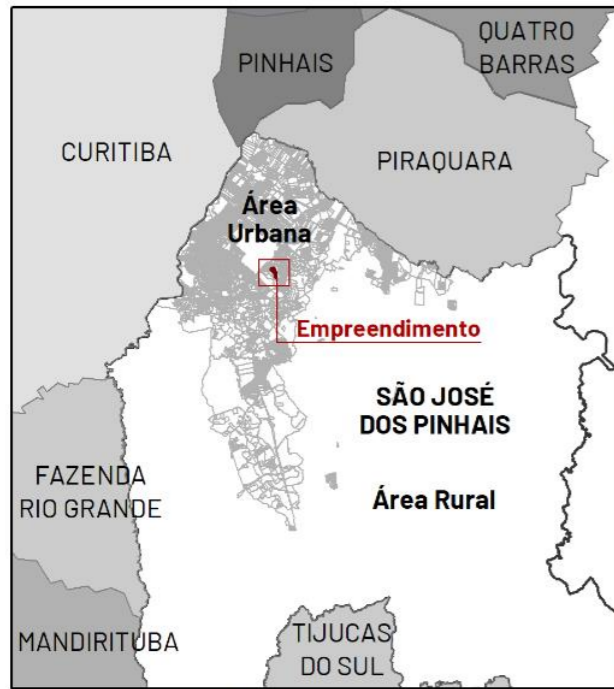 QUATRO
BARRAS
PINHAIS
CURITIBA
PIRAQUARA
Área
Urbana
Empreendimento
SÃO JOSÉ
DOS PINHAIS
FAZENDA
RIO GRANDE
Área Rural
MANDIRITUBA
TIJUCAS
DO SUL